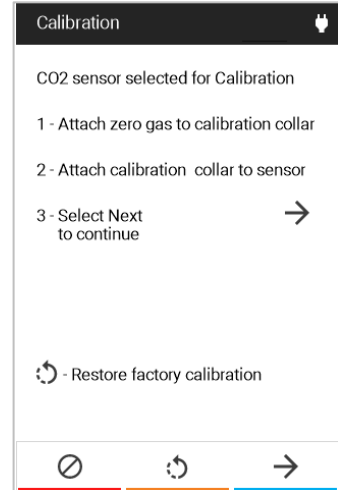 Calibration
CO2 sensor selected for Calibration
1 - Attach zero gas to calibration collar
2 - Attach calibration collar to sensor
3 - Select Next
to continue
- Restore factory calibration